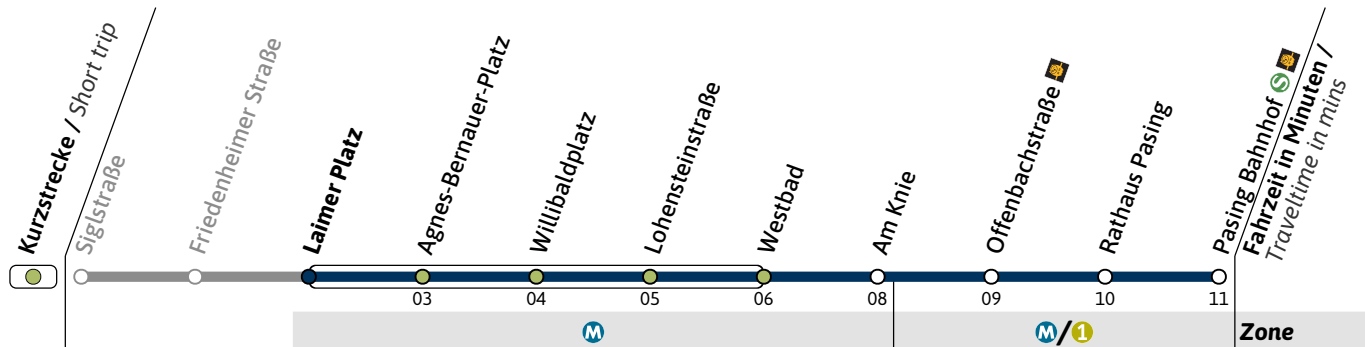 Kurzstrecke / Short trip
Siglstraße
Friedenheimer Straße
Laimer Platz
Agnes-Bernauer-Platz
Willibaldplatz
Lohensteinstraße
Westbad
Am Knie
Offenbachstraße
Rathaus Pasing
Pasing Bahnhof S
Fahrzeit in Minuten /
Traveltime in mins
03 04 05 06 08 09 10 11
M M/1 Zone